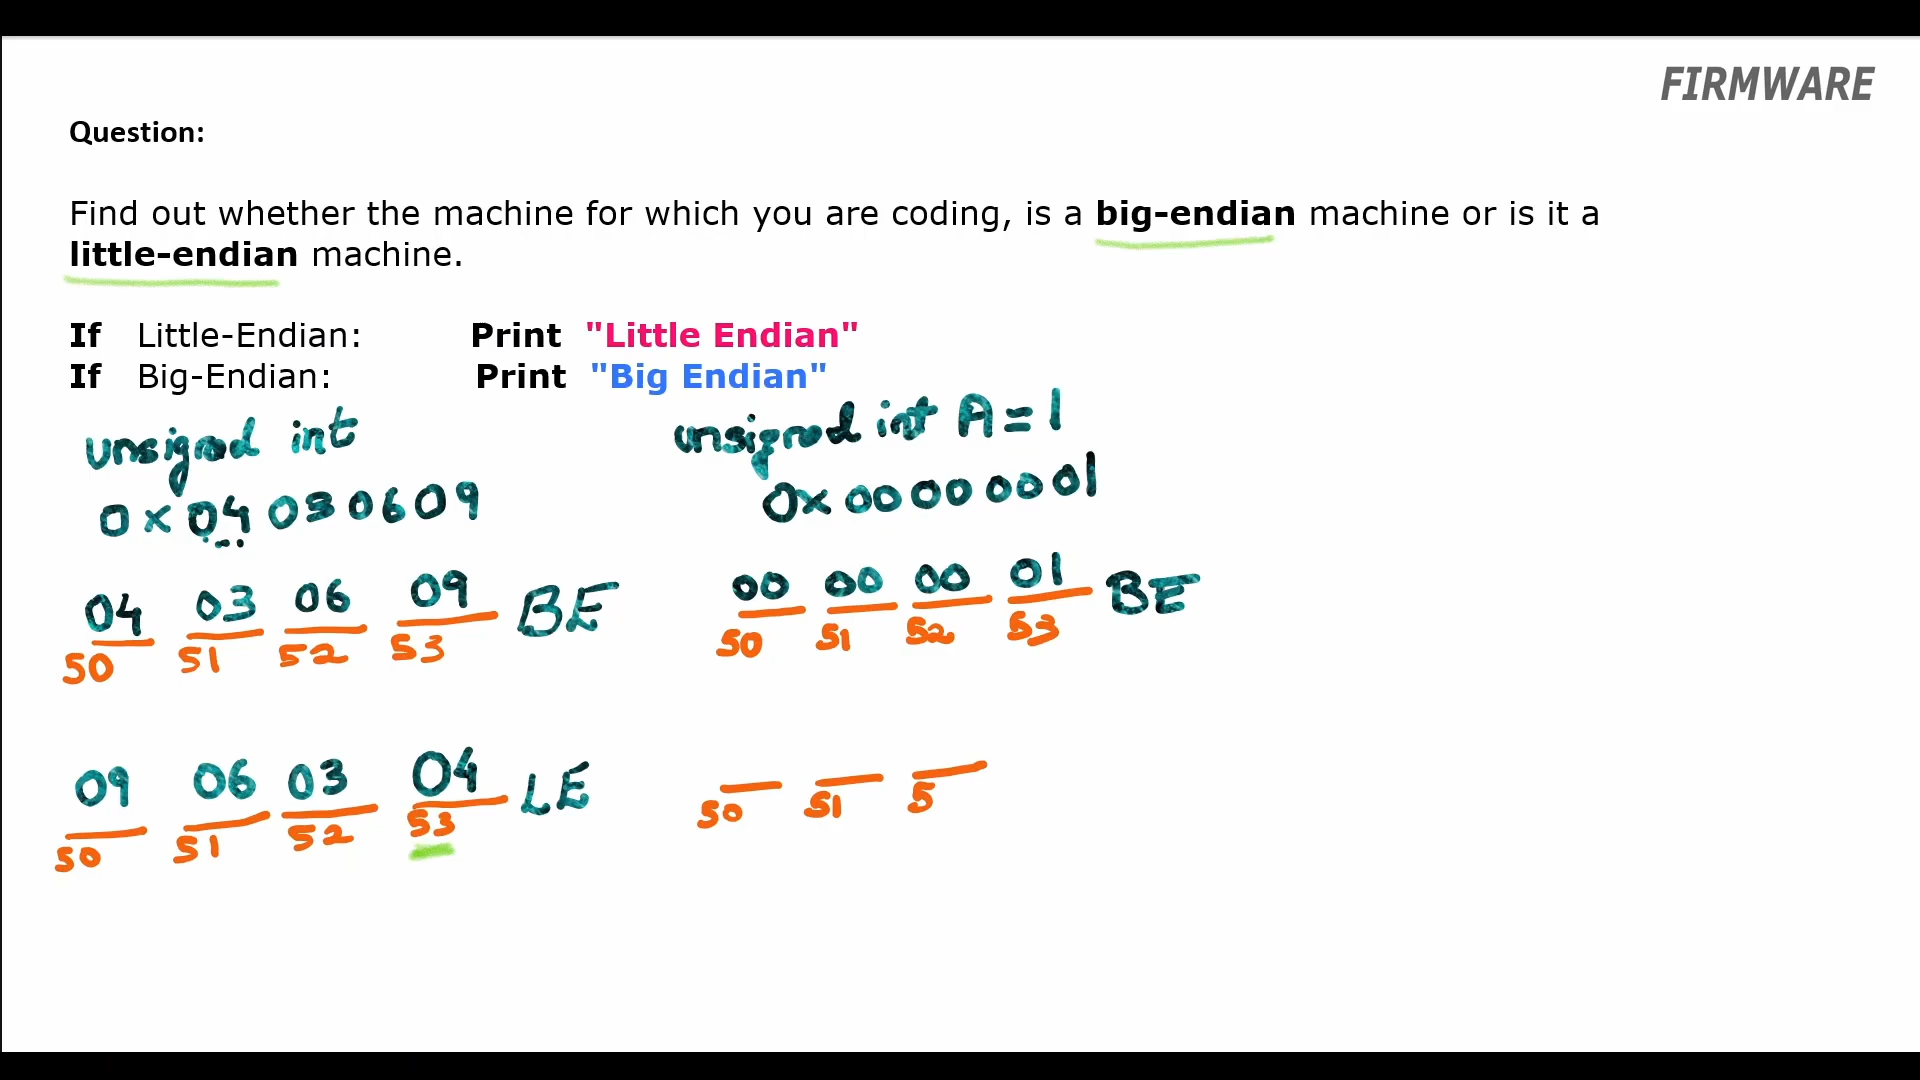 FIRMWARE
Question:
Find out whether the machine for which you are coding, is a big-endian machine or is it a
little-endian machine.
If Little-Endian: Print "Little Endian"
If Big-Endian: Print "Big Endian"
unsigned int
0x04030609
04 03 06 09 BE
50 51 52 53
09 06 03 04 LE
50 51 52 53
unsigned int A = 1
0x00000001
00 00 00 01 BE
50 51 52 53
50 51 5